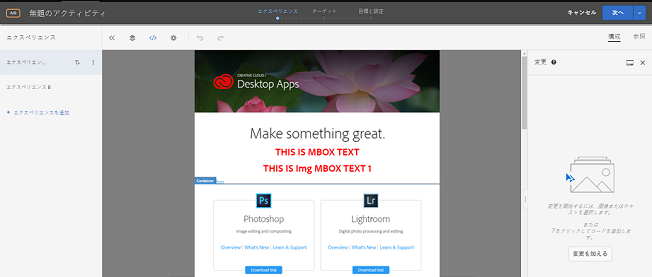 A/B 無題のアクティビティ
エクスペリエンス
ターゲット
目標と設定
キャンセル
次へ
エクスペリエンス
</>
構成
参照
エクスペリエン...
エクスペリエンス B
+ エクスペリエンスを追加
変更
CREATIVE CLOUD
Desktop Apps
Make something great.
THIS IS MBOX TEXT
THIS IS Img MBOX TEXT 1
Container
Ps
Lr
Photoshop
Lightroom
Image editing and compositing
Digital photo processing and editing
Overview | What's New | Learn & Support
Overview | What's New | Learn & Support
Download trial
Download trial
変更を開始するには、画像またはテキ
ストを選択します。
または
下をクリックしてコードを追加しま
す。
変更を加える